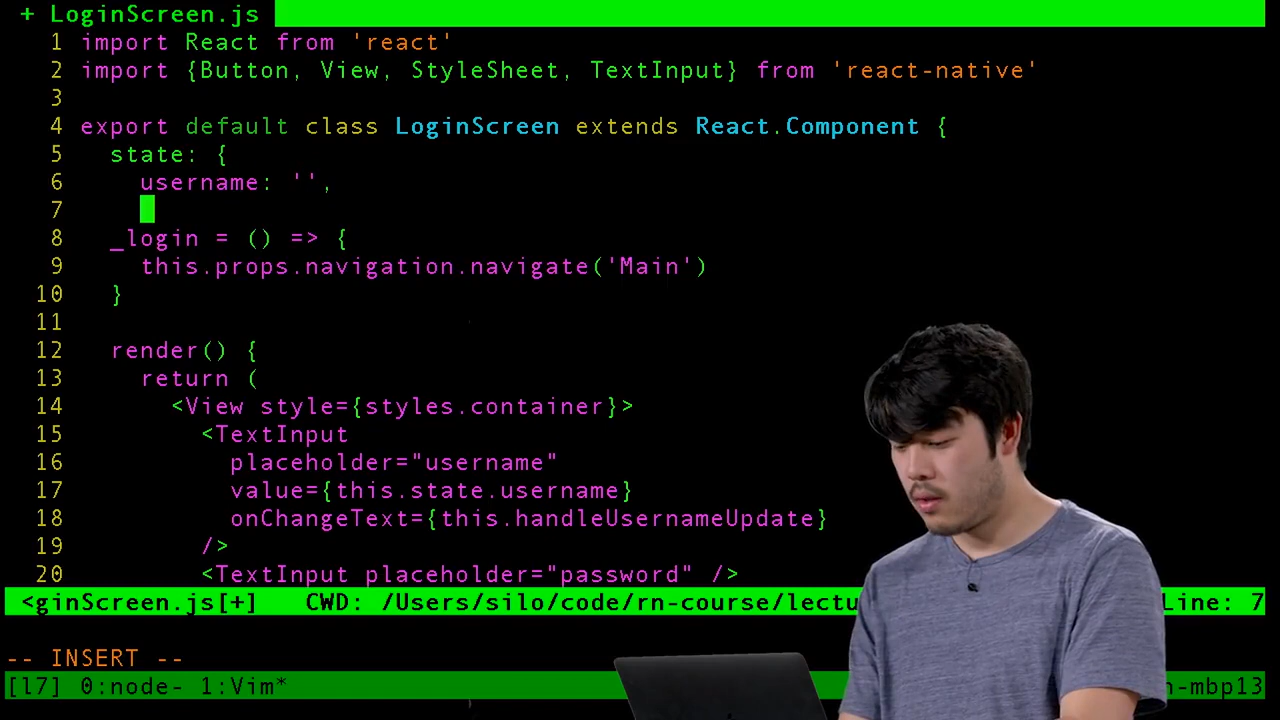 + LoginScreen.js
1 import React from 'react'
2 import {Button, View, StyleSheet, TextInput} from 'react-native'
3
4 export default class LoginScreen extends React.Component {
5 state: {
6 username: '',
7
8 _login = () => {
9 this.props.navigation.navigate('Main')
10 }
11
12 render() {
13 return (
14 <View style={styles.container}>
15 <TextInput
16 placeholder="username"
17 value={this.state.username}
18 onChangeText={this.handleUsernameUpdate}
19 />
20 <TextInput placeholder="password" />
<ginScreen.js[+] CWD: /Users/silo/code/rn-course/lectu Line: 7
-- INSERT --
[l7] 0:node- 1:Vim* -mbp13